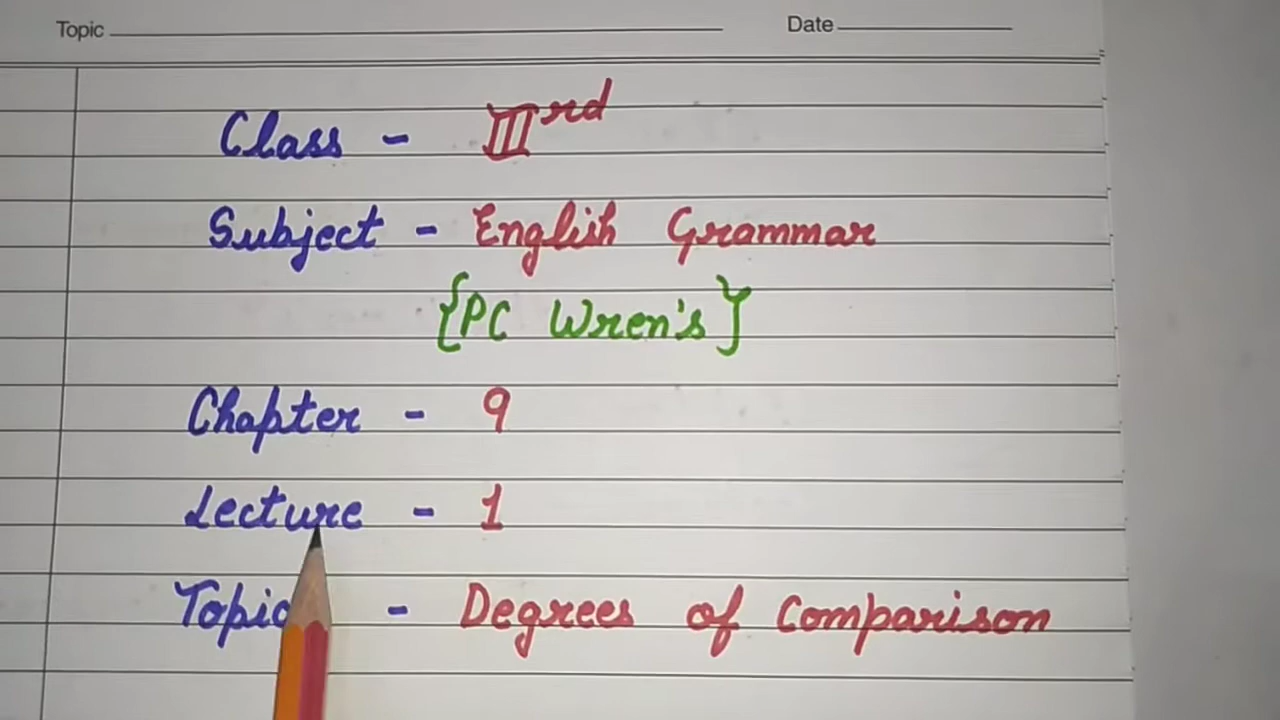 Topic Date
Class - IIIrd
Subject - English Grammar
{PC Wren's}
Chapter - 9
Lecture - 1
Topic - Degrees of Comparison